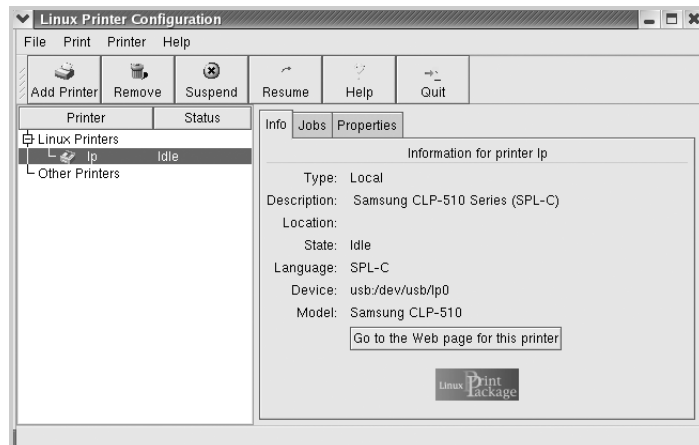 Linux Printer Configuration
File Print Printer Help
Add Printer Remove Suspend Resume Help Quit
Printer Status
Linux Printers
lp Idle
Other Printers
Info Jobs Properties
Information for printer lp
Type: Local
Description: Samsung CLP-510 Series (SPL-C)
Location:
State: Idle
Language: SPL-C
Device: usb:/dev/usb/lp0
Model: Samsung CLP-510
Go to the Web page for this printer
Linux Print
Package